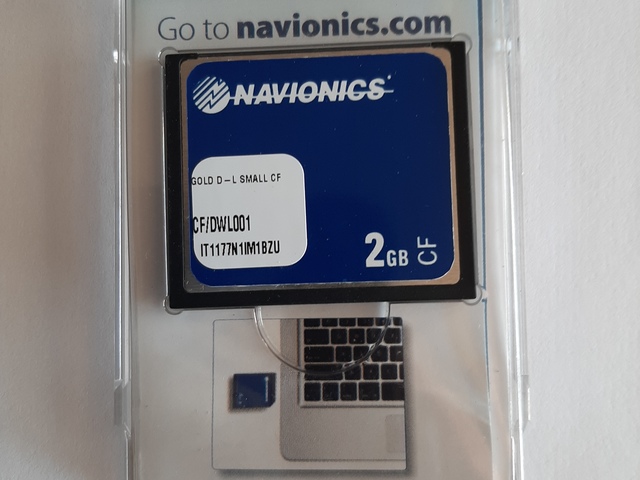 Go to navionics.com
NAVIONICS
GOLD D-L SMALL CF
CF/DWL001
IT1177N1IM1BZU
2GB CF